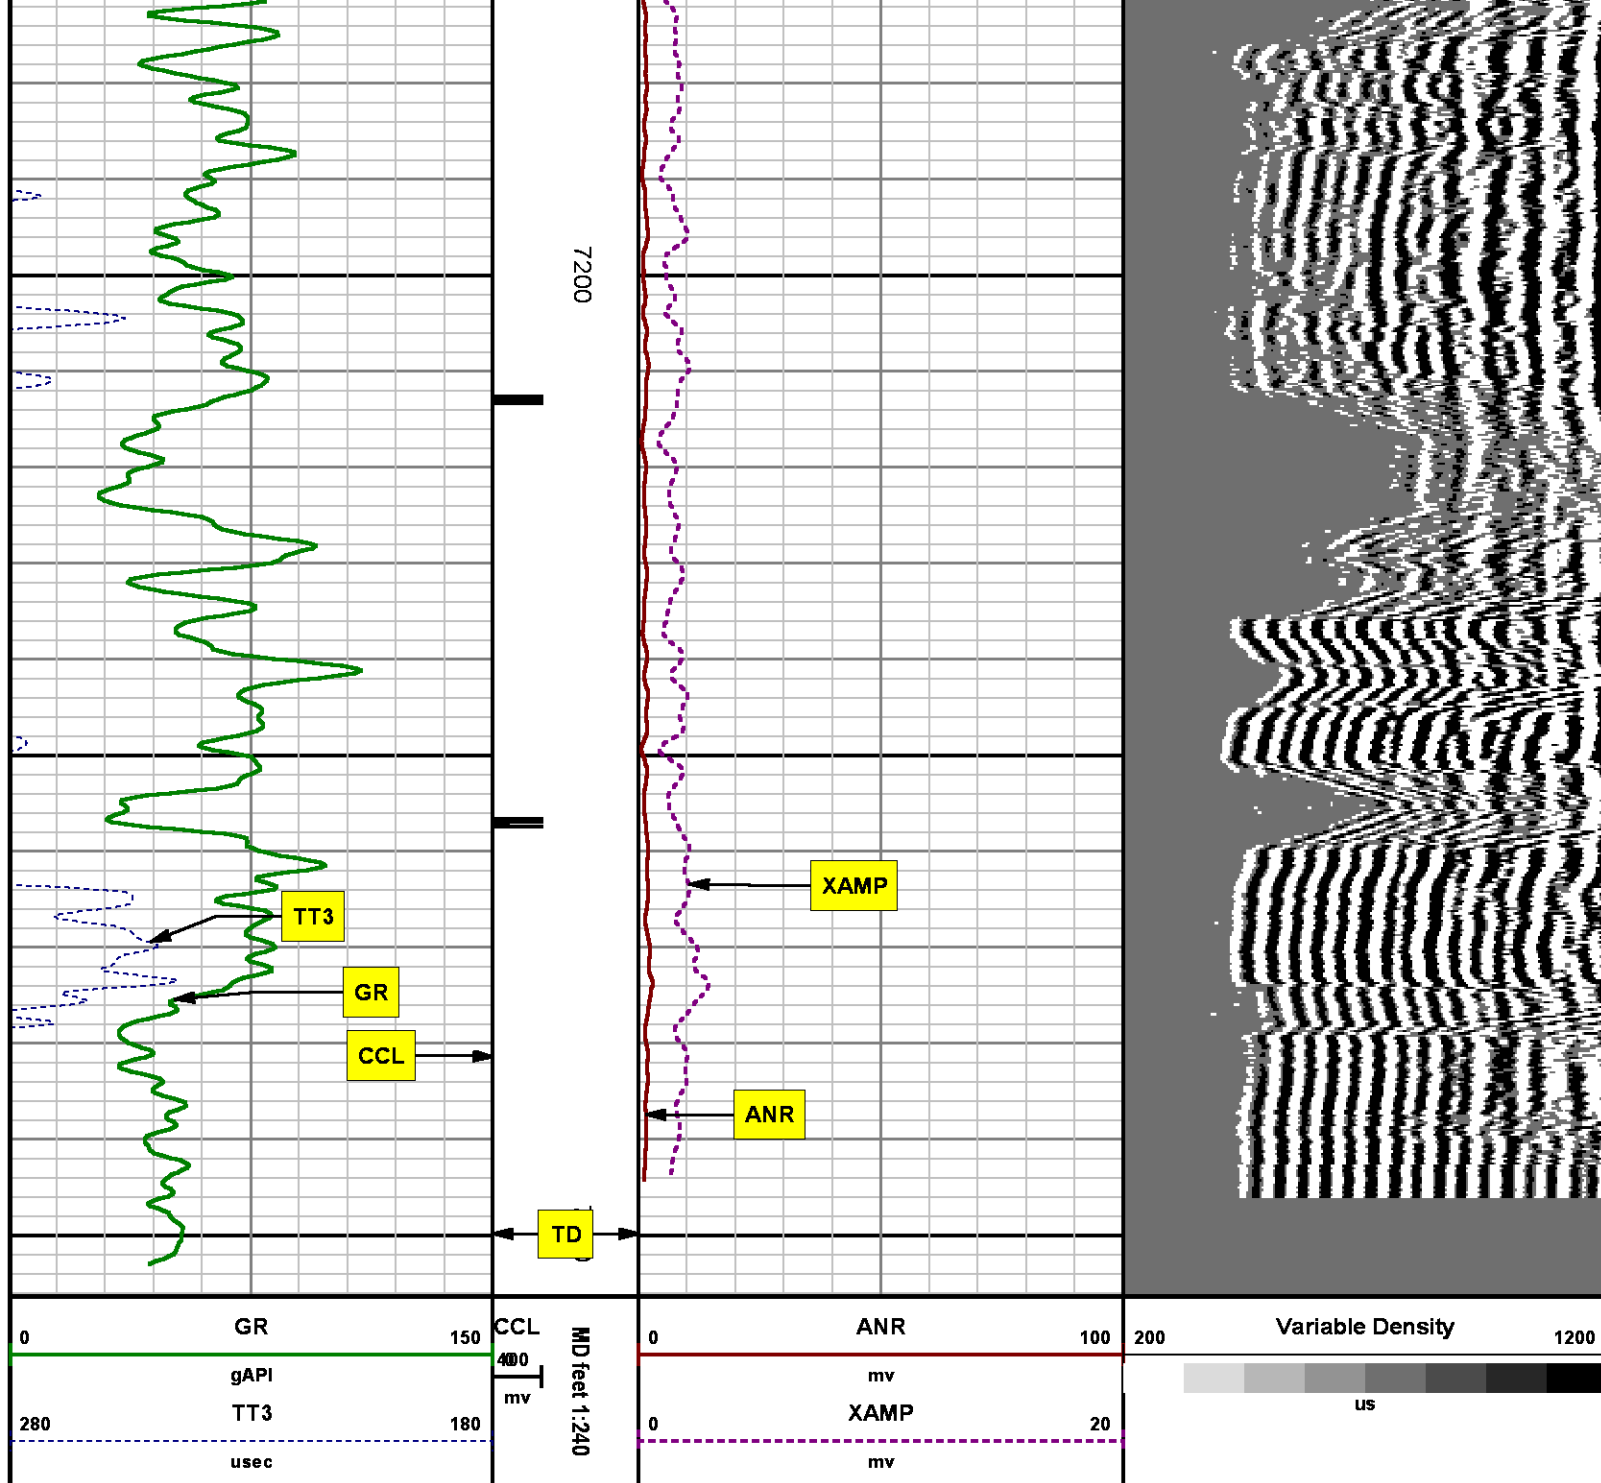 7200
XAMP
TT3
GR
CCL
ANR
TD
GR
0 150
gAPI
TT3
280 180
usec
CCL
mv
MD feet 1:240
ANR
0 100
mv
XAMP
0 20
mv
Variable Density
200 1200
us